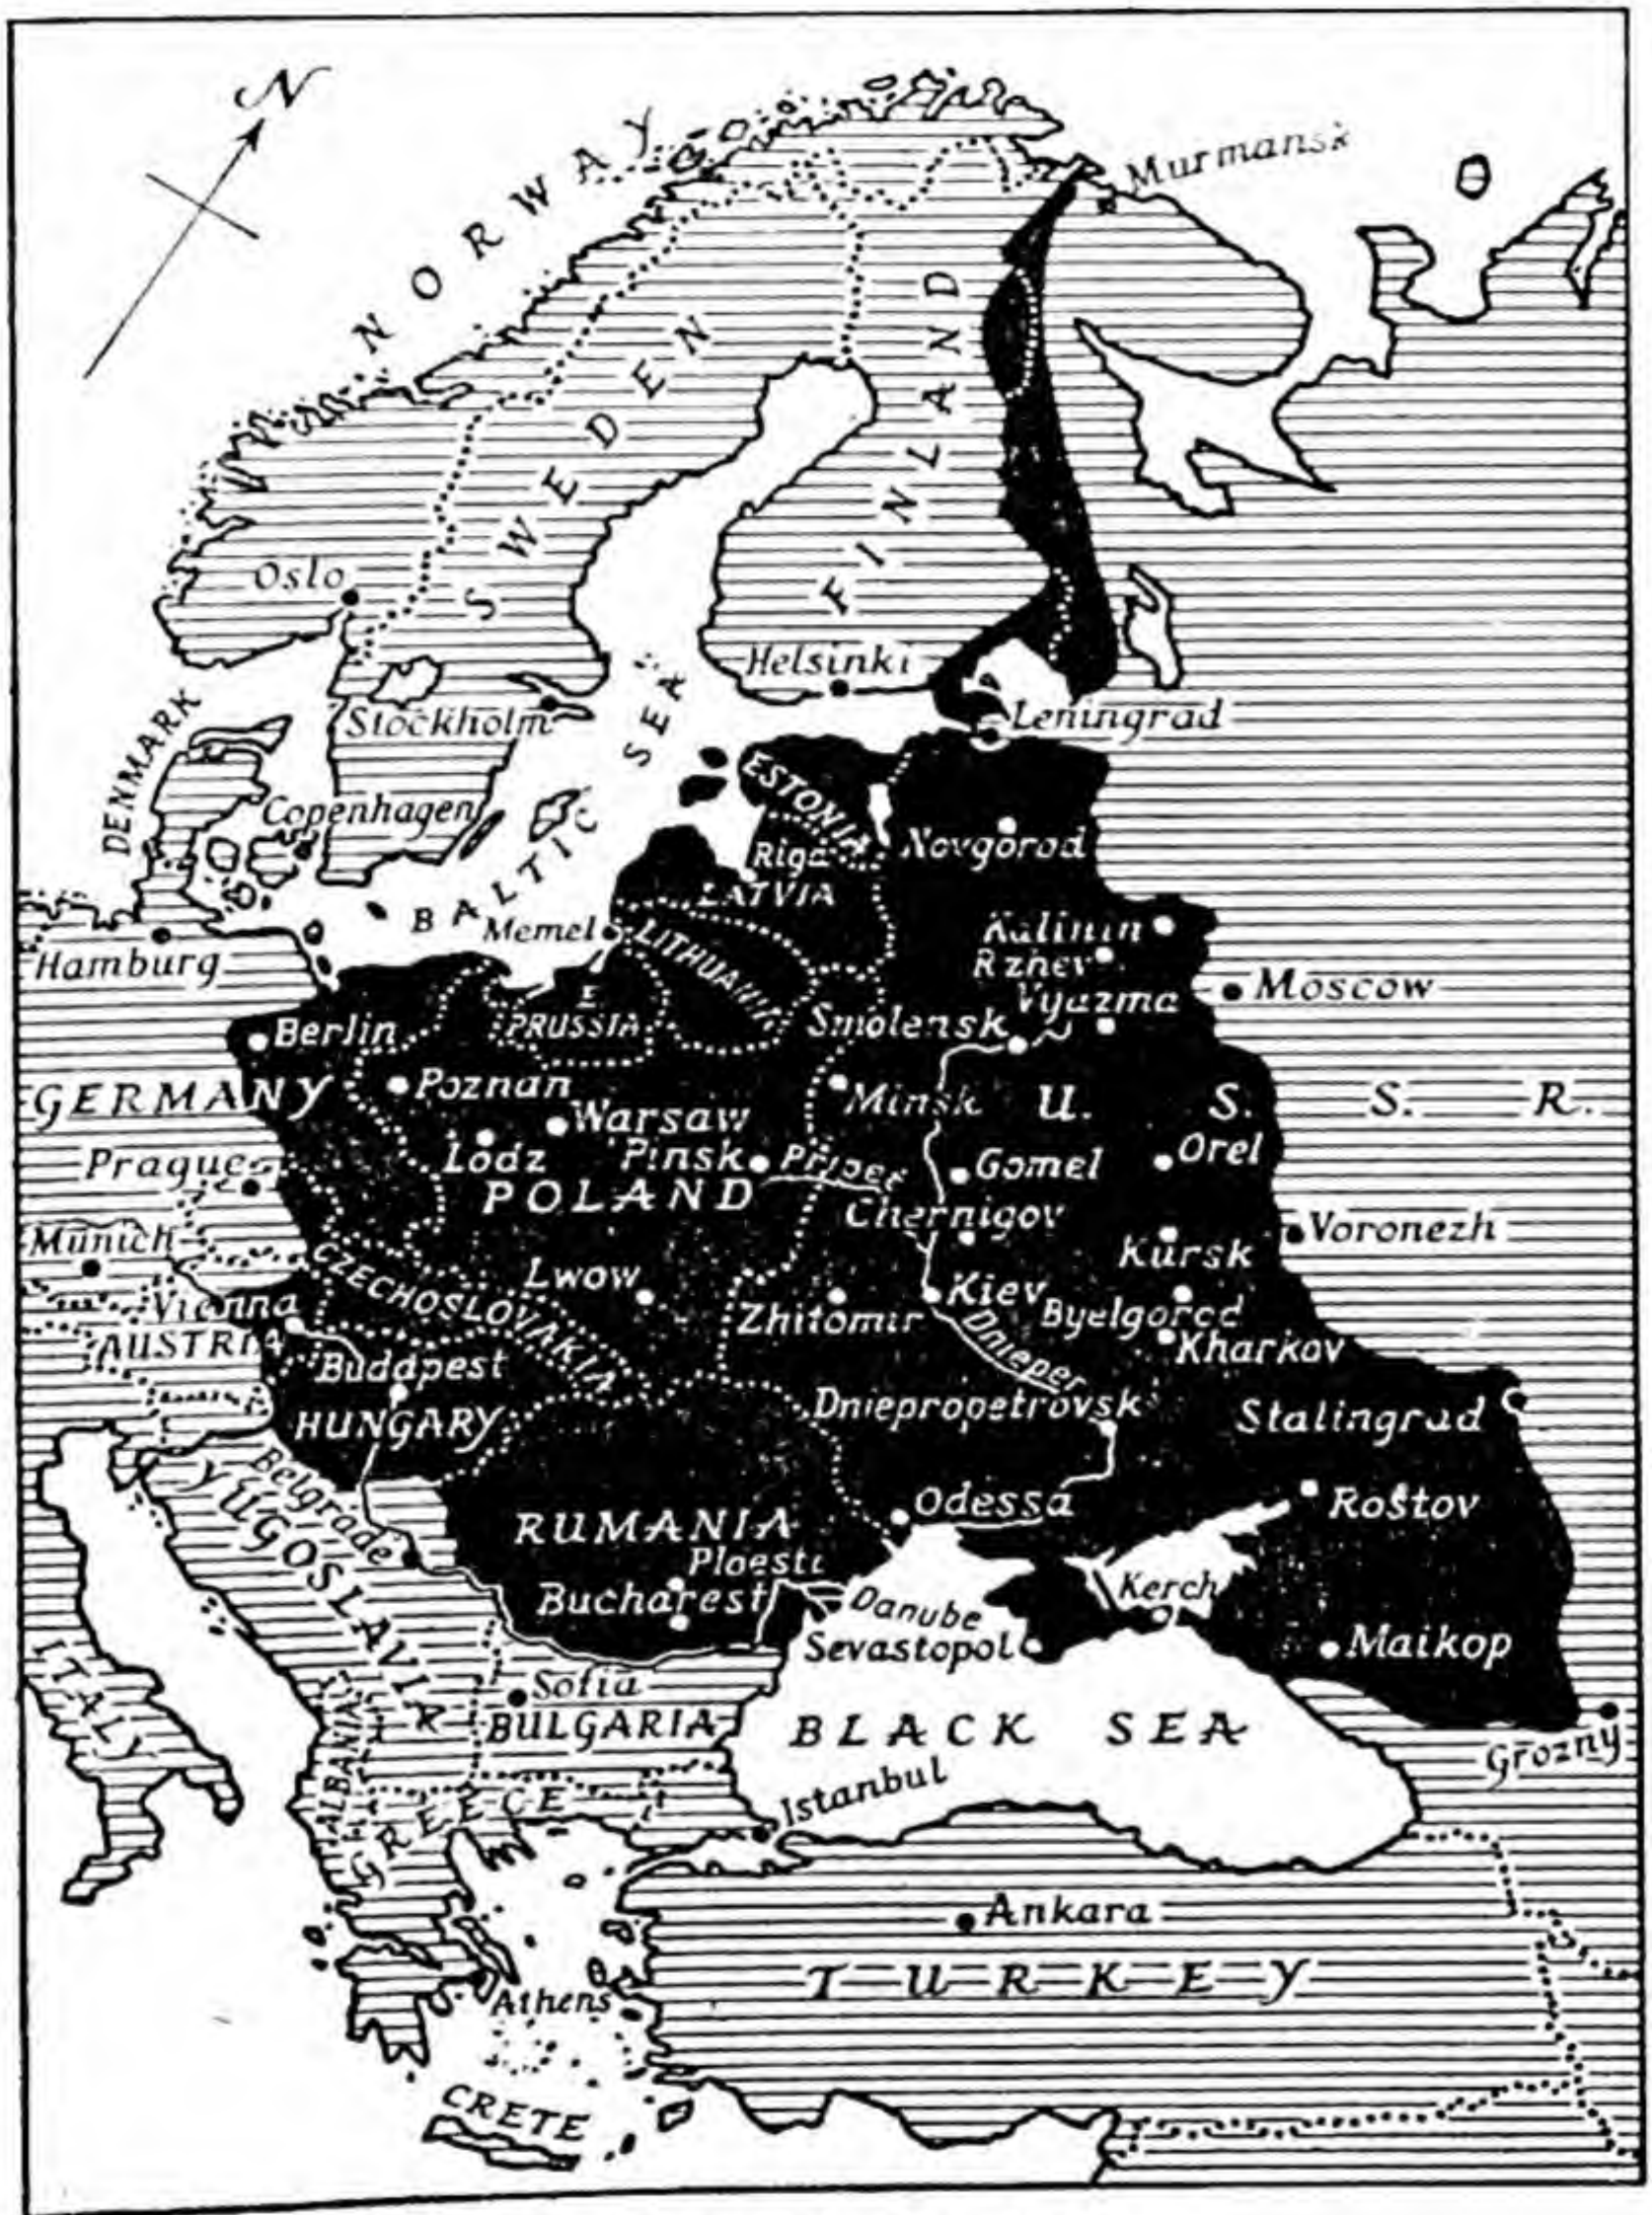 N
NORWAY
Murmansk
SWEDEN
FINLAND
Oslo
Helsinki
Stockholm
Leningrad
DENMARK
BALTIC SEA
Copenhagen
ESTONIA
Novgorod
Riga
LATVIA
Memel
LITHUANIA
Kalinin
Rzhev
Hamburg
Moscow
Vyazma
E
PRUSSIA
Smolensk
Berlin
GERMANY
Poznan
Minsk
U. S. S. R.
Warsaw
Lodz
Pinsk
Pripet
Gomel
Orel
Prague
POLAND
Chernigov
Munich
Voronezh
Kursk
CZECHOSLOVAKIA
Lwow
Kiev
Vienna
Zhitomir
Byelgorod
Dnieper
AUSTRIA
Kharkov
Budapest
Dniepropetrovsk
HUNGARY
Stalingrad
Belgrade
YUGOSLAVIA
Odessa
Rostov
RUMANIA
Ploesti
Bucharest
Danube
Kerch
Sevastopol
Maikop
ITALY
Sofia
BULGARIA
BLACK SEA
Grozny
ALBANIA
GREECE
Istanbul
Ankara
TURKEY
Athens
CRETE